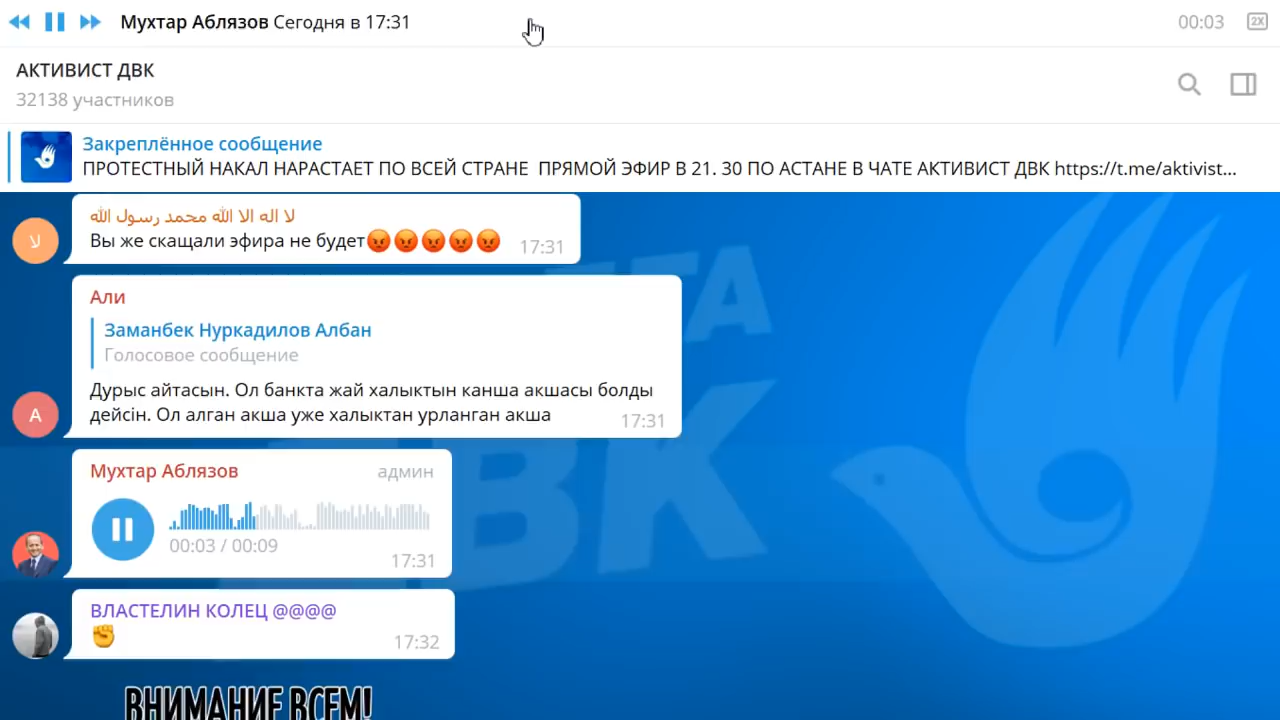 Мухтар Аблязов Сегодня в 17:31
00:03
2X
АКТИВИСТ ДВК
32138 участников
Закреплённое сообщение
ПРОТЕСТНЫЙ НАКАЛ НАРАСТАЕТ ПО ВСЕЙ СТРАНЕ ПРЯМОЙ ЭФИР В 21. 30 ПО АСТАНЕ В ЧАТЕ АКТИВИСТ ДВК https://t.me/aktivist...
لا اله الا الله محمد رسول الله
Вы же скащали эфира не будет😡😡😡😡😡
17:31
لا
Али
Заманбек Нуркадилов Албан
Голосовое сообщение
Дурыс айтасын. Ол банкта жай халыктын канша акшасы болды
дейсін. Ол алган акша уже халыктан урланган акша
17:31
А
Мухтар Аблязов
админ
00:03 / 00:09
17:31
ВЛАСТЕЛИН КОЛЕЦ @@@@
✊
17:32
ВНИМАНИЕ ВСЕМ!
ДВК